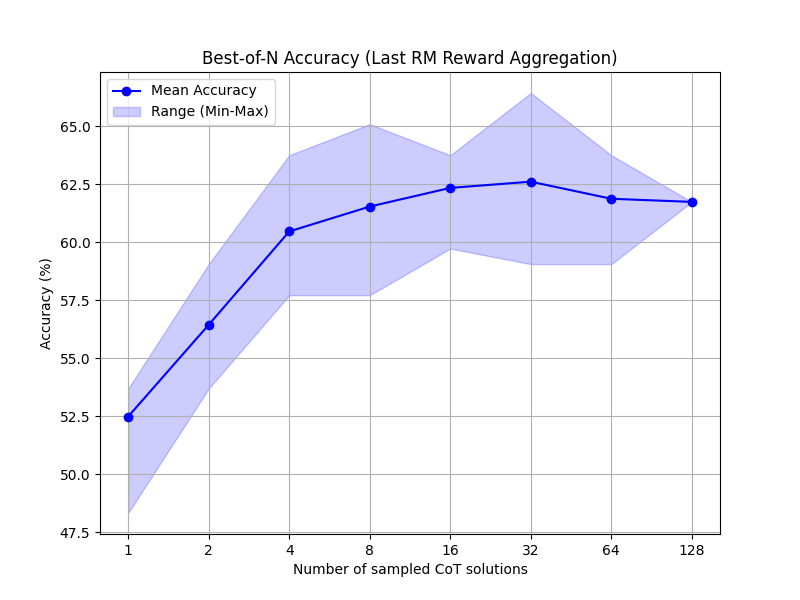 Best-of-N Accuracy (Last RM Reward Aggregation)
Mean Accuracy
Range (Min-Max)
Accuracy (%)
65.0
62.5
60.0
57.5
55.0
52.5
50.0
47.5
1 2 4 8 16 32 64 128
Number of sampled CoT solutions